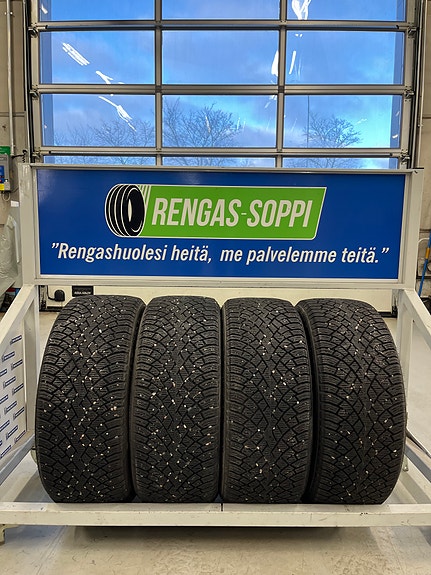 RENGAS-SOPPI
”Rengashuolesi heitä, me palvelemme teitä.”